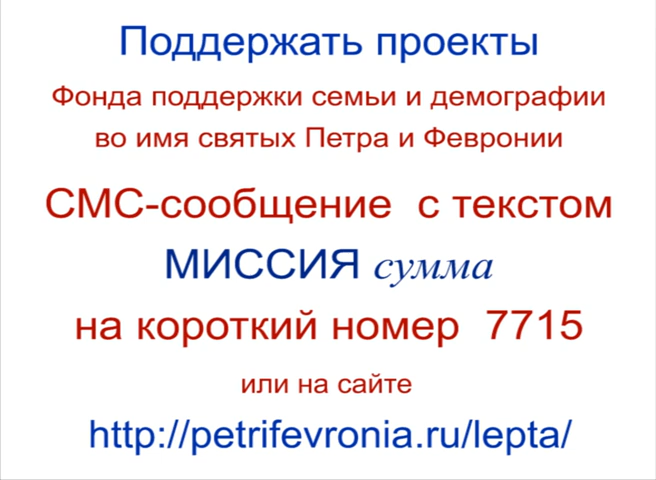 Поддержать проекты
Фонда поддержки семьи и демографии
во имя святых Петра и Февронии
СМС-сообщение с текстом
МИССИЯ сумма
на короткий номер 7715
или на сайте
http://petrifevronia.ru/lepta/